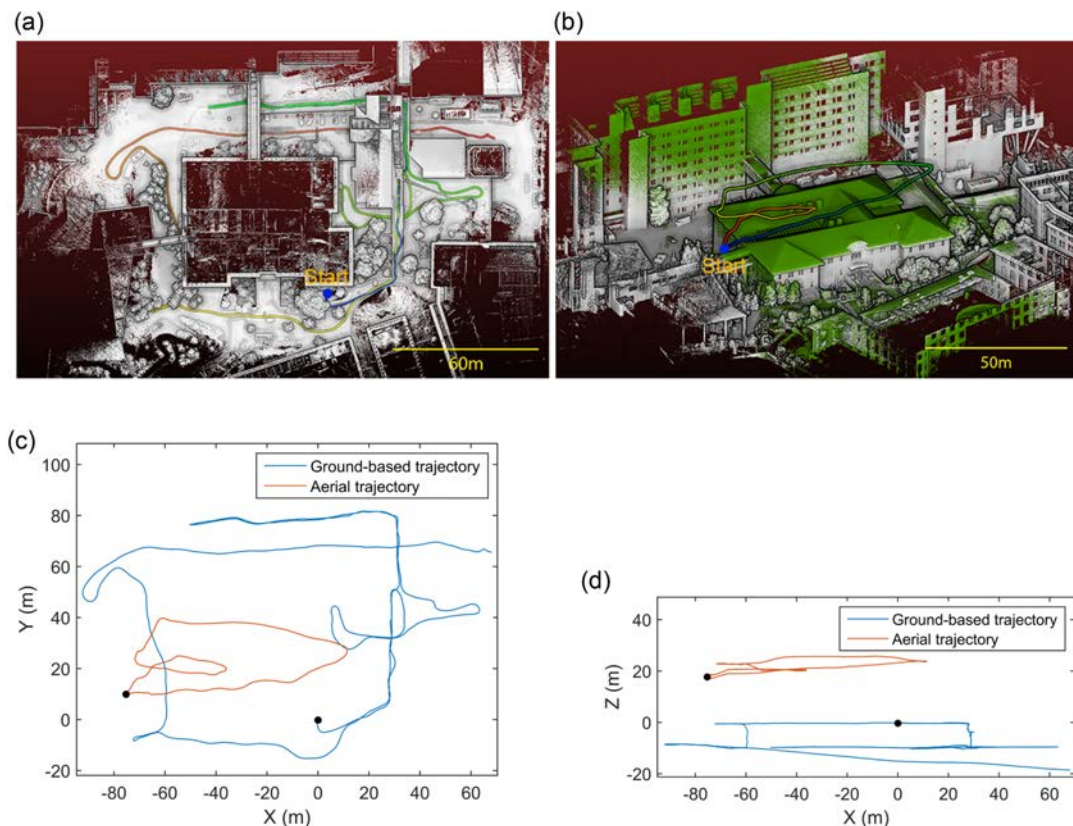 (a)
Start
60m
(b)
Start
50m
(c)
Y (m)
100
80
60
40
20
0
-20
Ground-based trajectory
Aerial trajectory
-80 -60 -40 -20 0 20 40 60
X (m)
(d)
Z (m)
40
20
0
-20
Ground-based trajectory
Aerial trajectory
-80 -60 -40 -20 0 20 40 60
X (m)